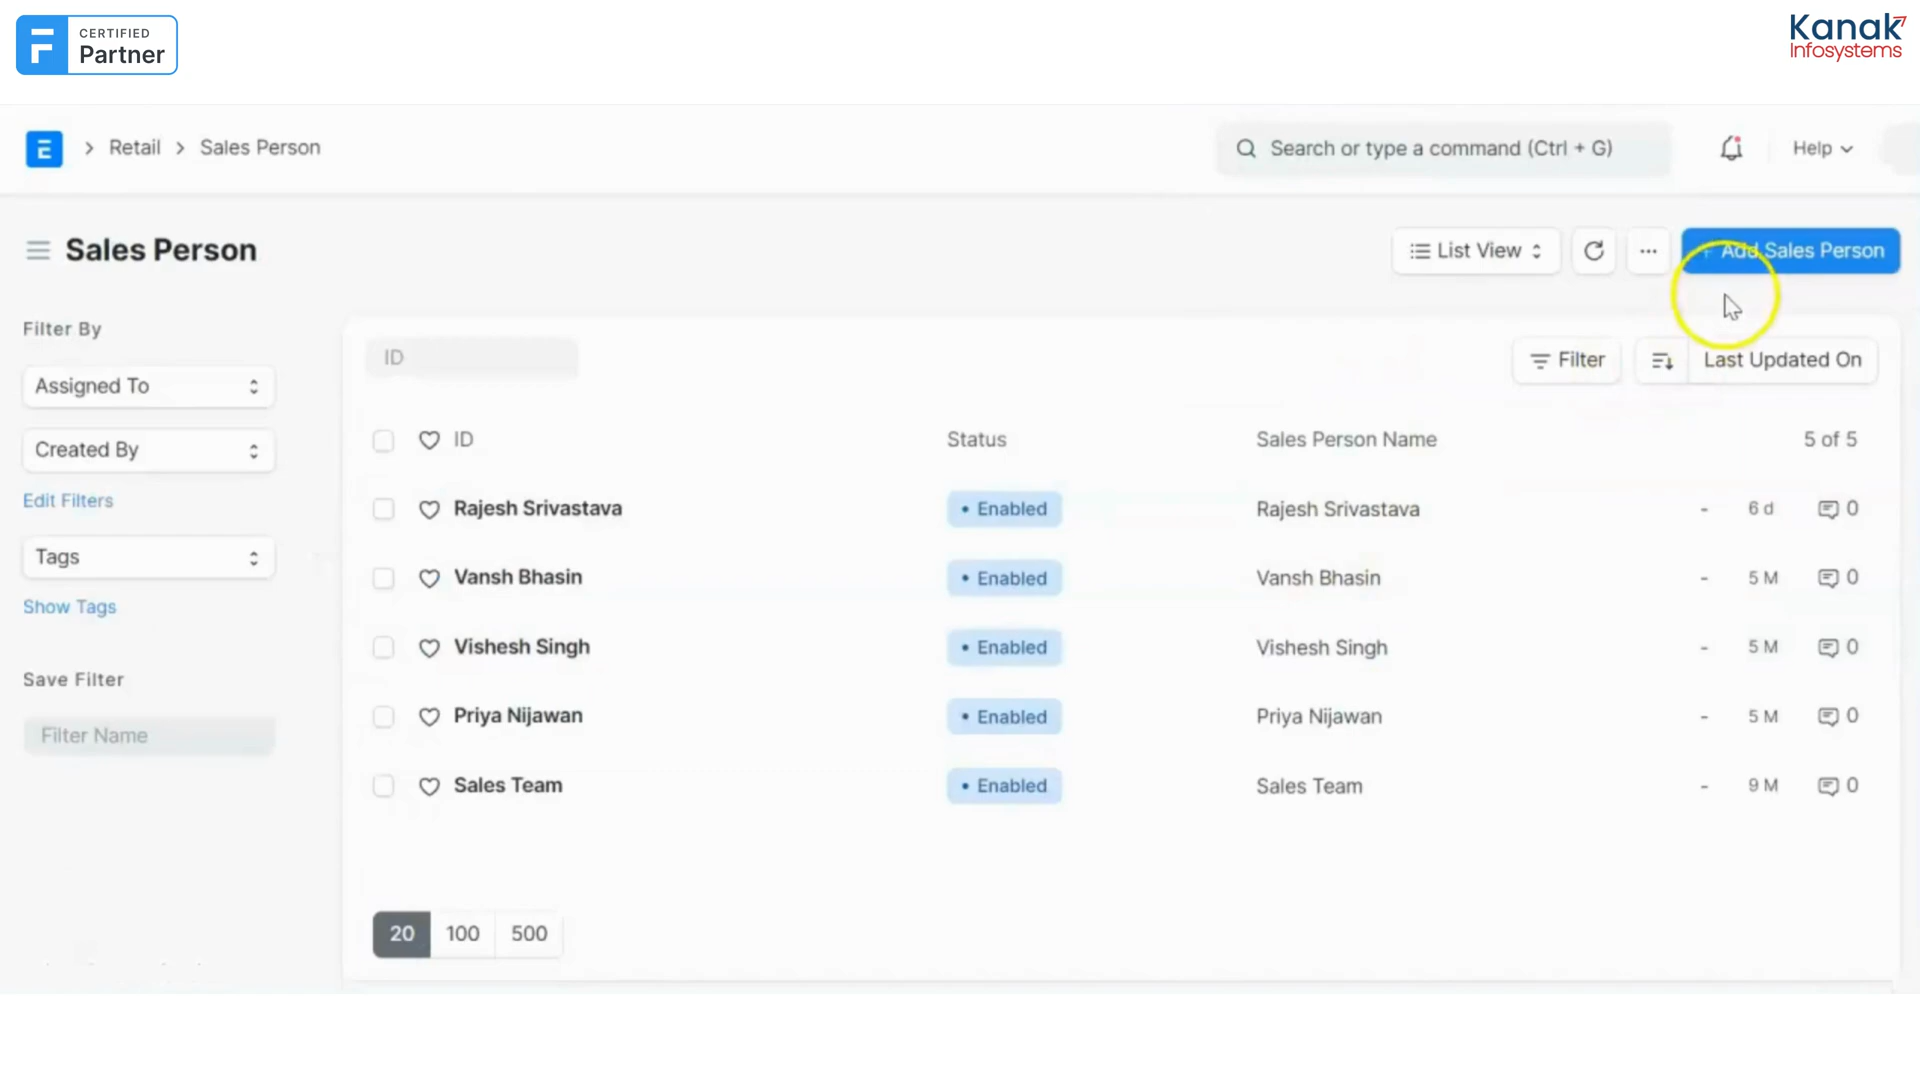 CERTIFIED
Partner
Kanak
Infosystems
E > Retail > Sales Person
Search or type a command (Ctrl + G)
Help
Sales Person
List View
...
+ Add Sales Person
Filter By
Assigned To
Created By
Edit Filters
Tags
Show Tags
Save Filter
Filter Name
ID
Filter
Last Updated On
ID Status Sales Person Name 5 of 5
Rajesh Srivastava • Enabled Rajesh Srivastava - 6 d 0
Vansh Bhasin • Enabled Vansh Bhasin - 5 M 0
Vishesh Singh • Enabled Vishesh Singh - 5 M 0
Priya Nijawan • Enabled Priya Nijawan - 5 M 0
Sales Team • Enabled Sales Team - 9 M 0
20 100 500